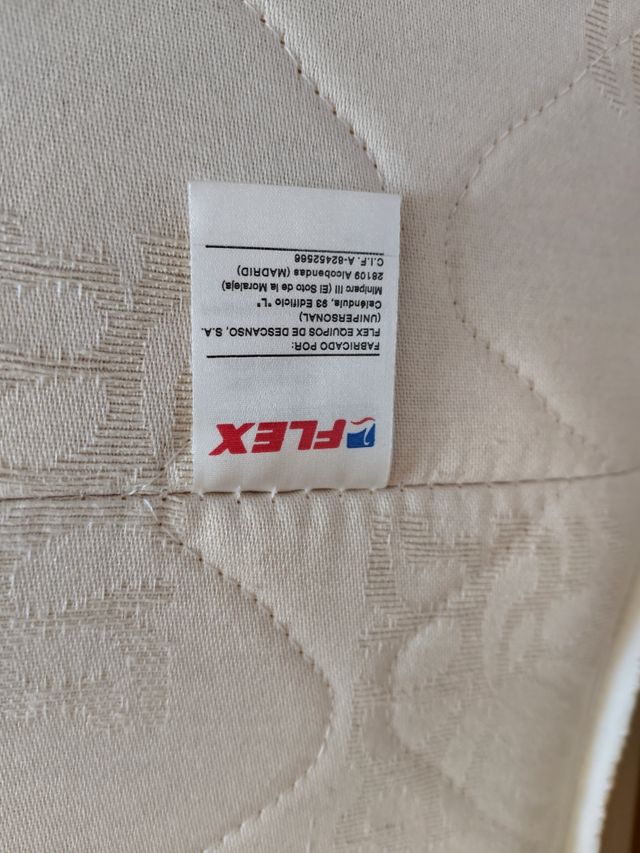 FLEX
FABRICADO POR:
FLEX EQUIPOS DE DESCANSO, S.A.
(UNIPERSONAL)
Caléndula, 93 Edificio "L"
Miniparc III (El Soto de la Moraleja)
28109 Alcobendas (MADRID)
C.I.F. A-82452566